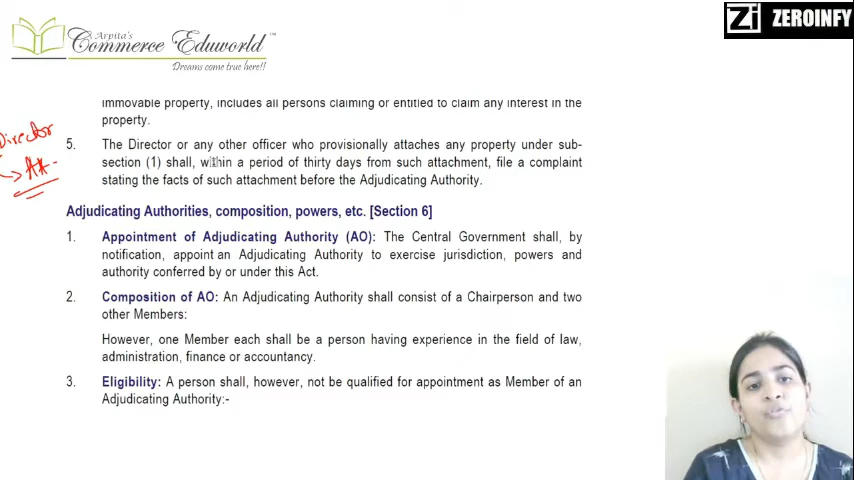 Arpita's
Commerce Eduworld™
Dreams come true here!!
Zi ZEROINFY
immovable property, includes all persons claiming or entitled to claim any interest in the
property.
5. The Director or any other officer who provisionally attaches any property under sub-
section (1) shall, within a period of thirty days from such attachment, file a complaint
stating the facts of such attachment before the Adjudicating Authority.
Director
→ AA.
Adjudicating Authorities, composition, powers, etc. [Section 6]
1. Appointment of Adjudicating Authority (AO): The Central Government shall, by
notification, appoint an Adjudicating Authority to exercise jurisdiction, powers and
authority conferred by or under this Act.
2. Composition of AO: An Adjudicating Authority shall consist of a Chairperson and two
other Members:
However, one Member each shall be a person having experience in the field of law,
administration, finance or accountancy.
3. Eligibility: A person shall, however, not be qualified for appointment as Member of an
Adjudicating Authority:-